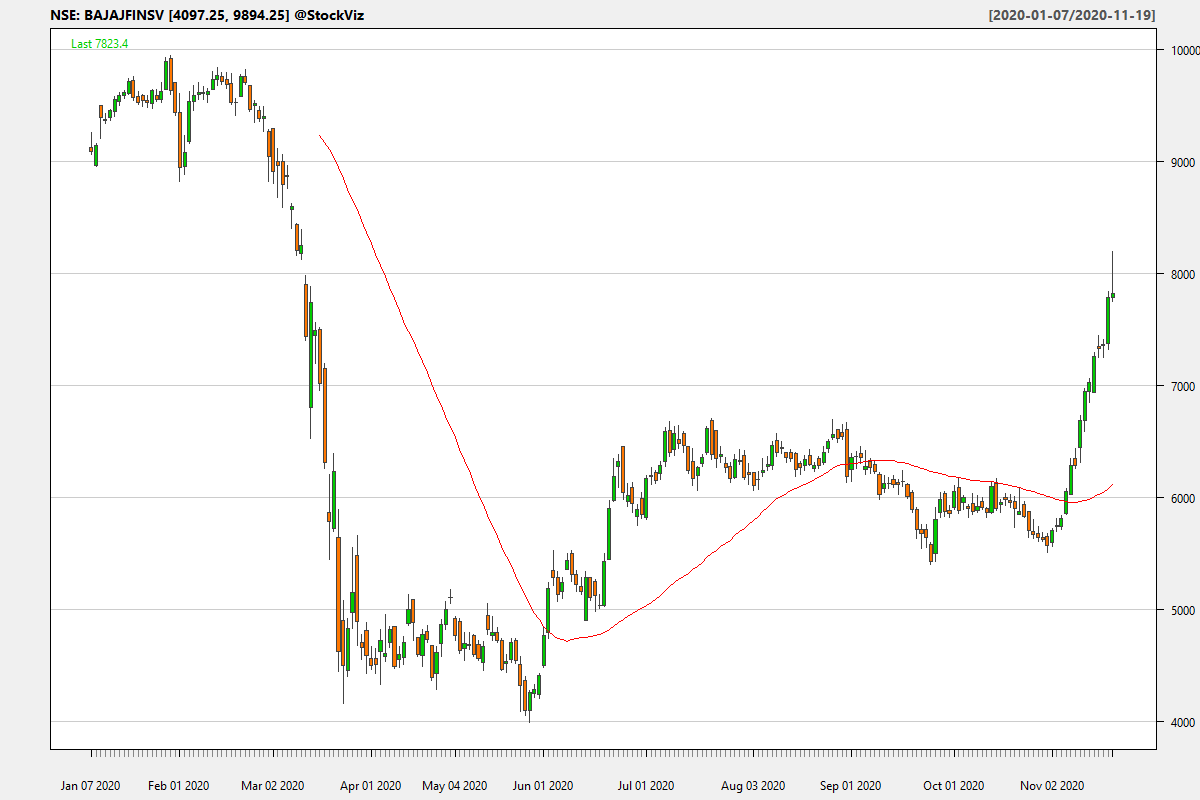 NSE: BAJAJFINSV [4097.25, 9894.25] @StockViz [2020-01-07/2020-11-19]
Last 7823.4
10000
9000
8000
7000
6000
5000
4000
Jan 07 2020 Feb 01 2020 Mar 02 2020 Apr 01 2020 May 04 2020 Jun 01 2020 Jul 01 2020 Aug 03 2020 Sep 01 2020 Oct 01 2020 Nov 02 2020